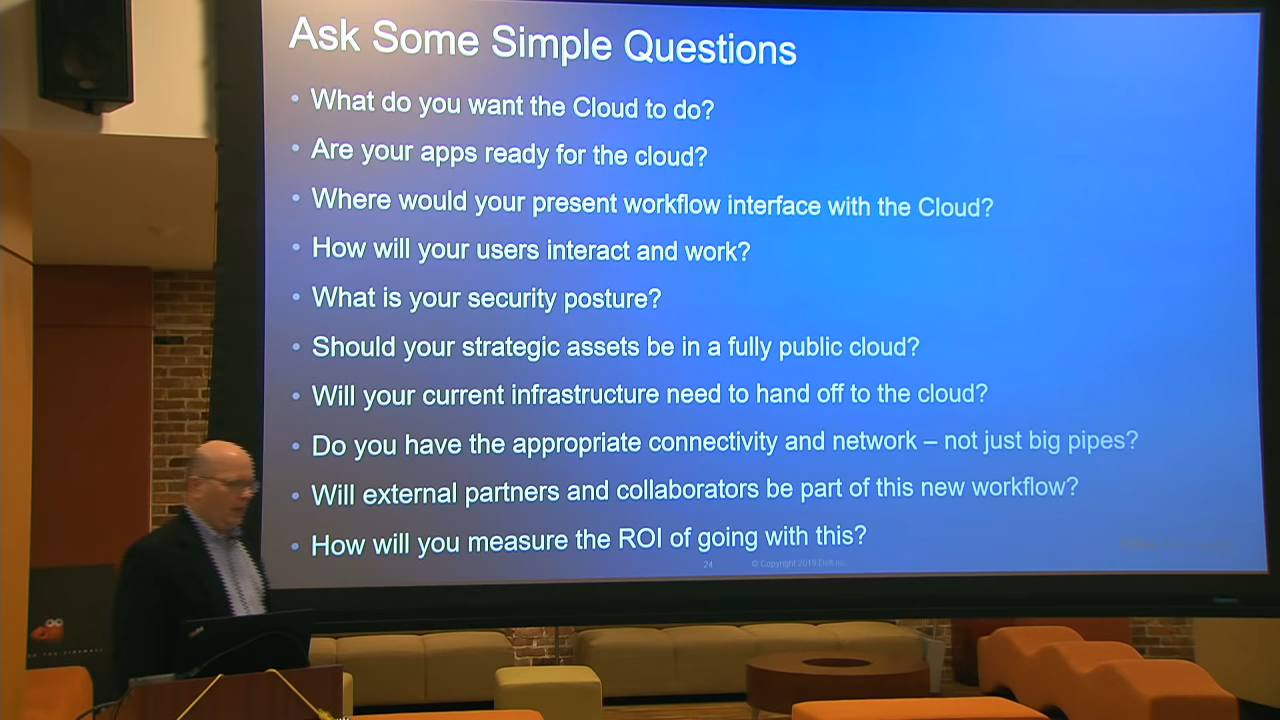 Ask Some Simple Questions
• What do you want the Cloud to do?
• Are your apps ready for the cloud?
• Where would your present workflow interface with the Cloud?
• How will your users interact and work?
• What is your security posture?
• Should your strategic assets be in a fully public cloud?
• Will your current infrastructure need to hand off to the cloud?
• Do you have the appropriate connectivity and network – not just big pipes?
• Will external partners and collaborators be part of this new workflow?
• How will you measure the ROI of going with this?
24 © Copyright 2019 Dell Inc.